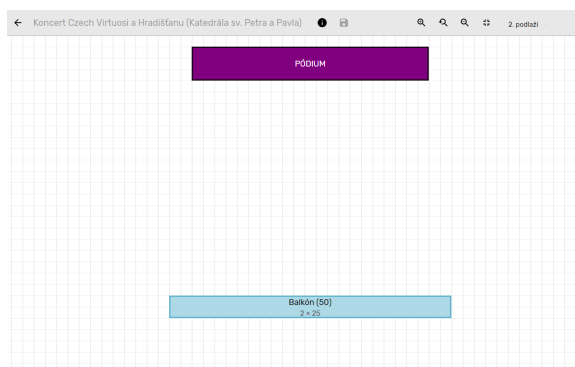 Koncert Czech Virtuosi a Hradišťanu (Katedrála sv. Petra a Pavla)
2. podlaží
PÓDIUM
Balkón (50)
2 × 25